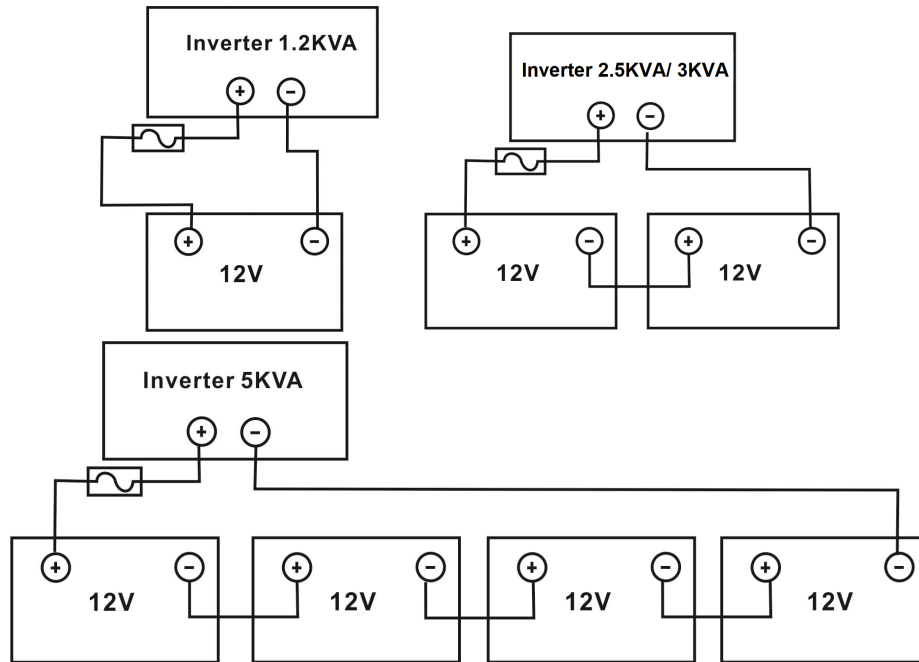 Inverter 1.2KVA
+ −
+ −
12V
Inverter 2.5KVA/ 3KVA
+ −
+ − + −
12V 12V
Inverter 5KVA
+ −
+ − + − + − + −
12V 12V 12V 12V